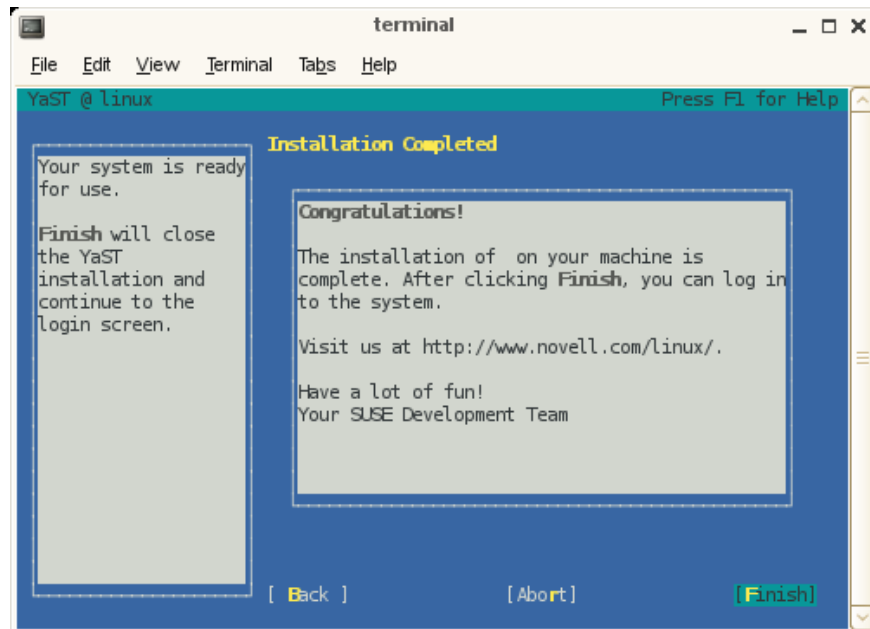 terminal
File Edit View Terminal Tabs Help
YaST @ linux Press F1 for Help
Installation Completed
Your system is ready
for use.
Finish will close
the YaST
installation and
continue to the
login screen.
Congratulations!
The installation of  on your machine is
complete. After clicking Finish, you can log in
to the system.
Visit us at http://www.novell.com/linux/.
Have a lot of fun!
Your SUSE Development Team
[ Back ] [Abort] [Finish]